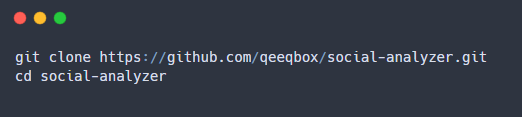 git clone https://github.com/qeeqbox/social-analyzer.git
cd social-analyzer